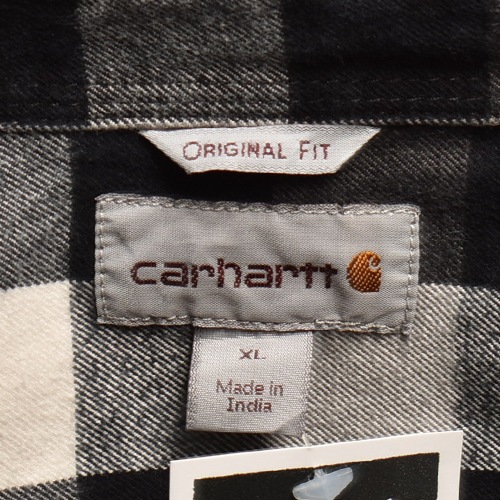 ORIGINAL FIT
carhartt
XL
Made in
India